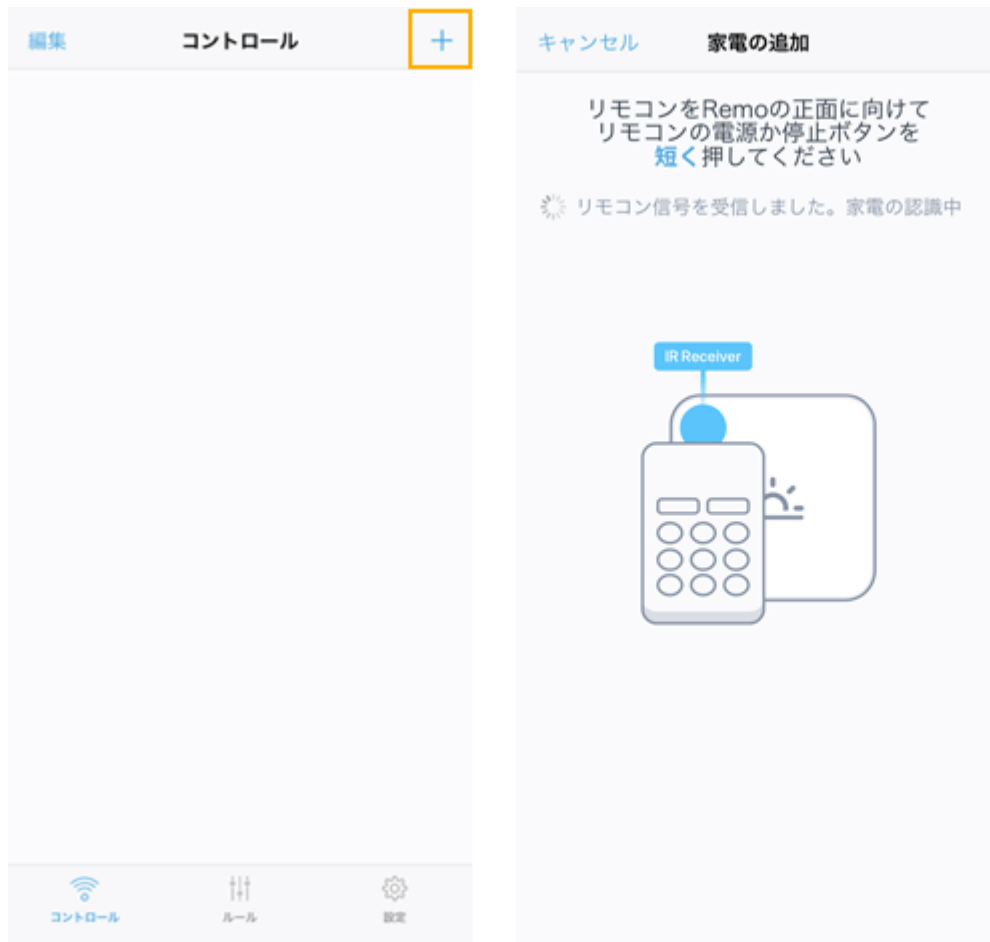 編集
コントロール
+
コントロール
ルール
設定
キャンセル
家電の追加
リモコンをRemoの正面に向けて
リモコンの電源か停止ボタンを
短く押してください
リモコン信号を受信しました。家電の認識中
IR Receiver